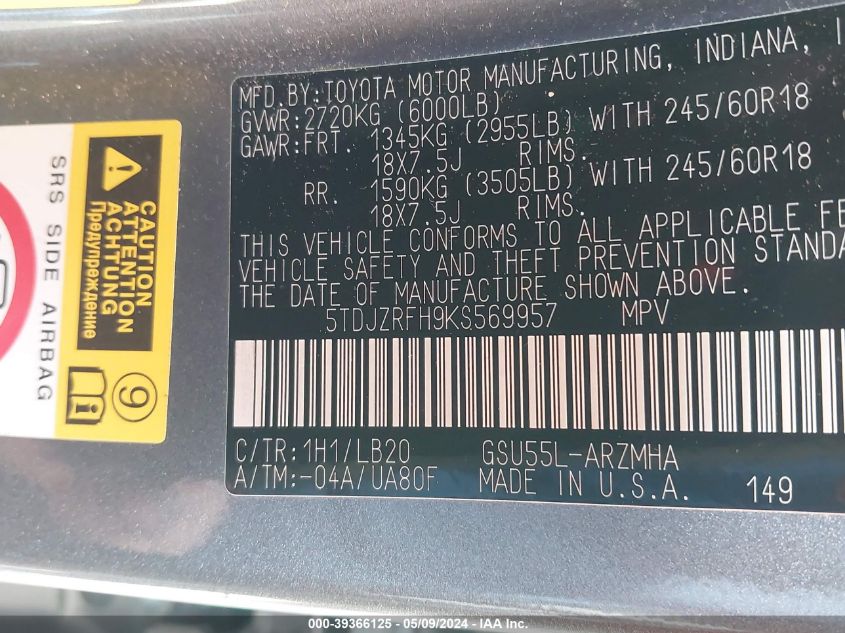 MFD.BY:TOYOTA MOTOR MANUFACTURING, INDIANA,
GVWR:2720KG (6000LB)
GAWR:FRT. 1345KG (2955LB) WITH 245/60R18
18X7.5J RIMS.
RR. 1590KG (3505LB) WITH 245/60R18
18X7.5J RIMS.
THIS VEHICLE CONFORMS TO ALL APPLICABLE FE
VEHICLE SAFETY AND THEFT PREVENTION STANDA
THE DATE OF MANUFACTURE SHOWN ABOVE.
5TDJZRFH9KS569957 MPV
C/TR:1H1/LB20 GSU55L-ARZMHA
A/TM:-04A/UA80F MADE IN U.S.A. 149
SRS SIDE AIRBAG
CAUTION
ATTENTION
ACHTUNG
Предупреждение
9
000-39366125 - 05/09/2024 - IAA, Inc.